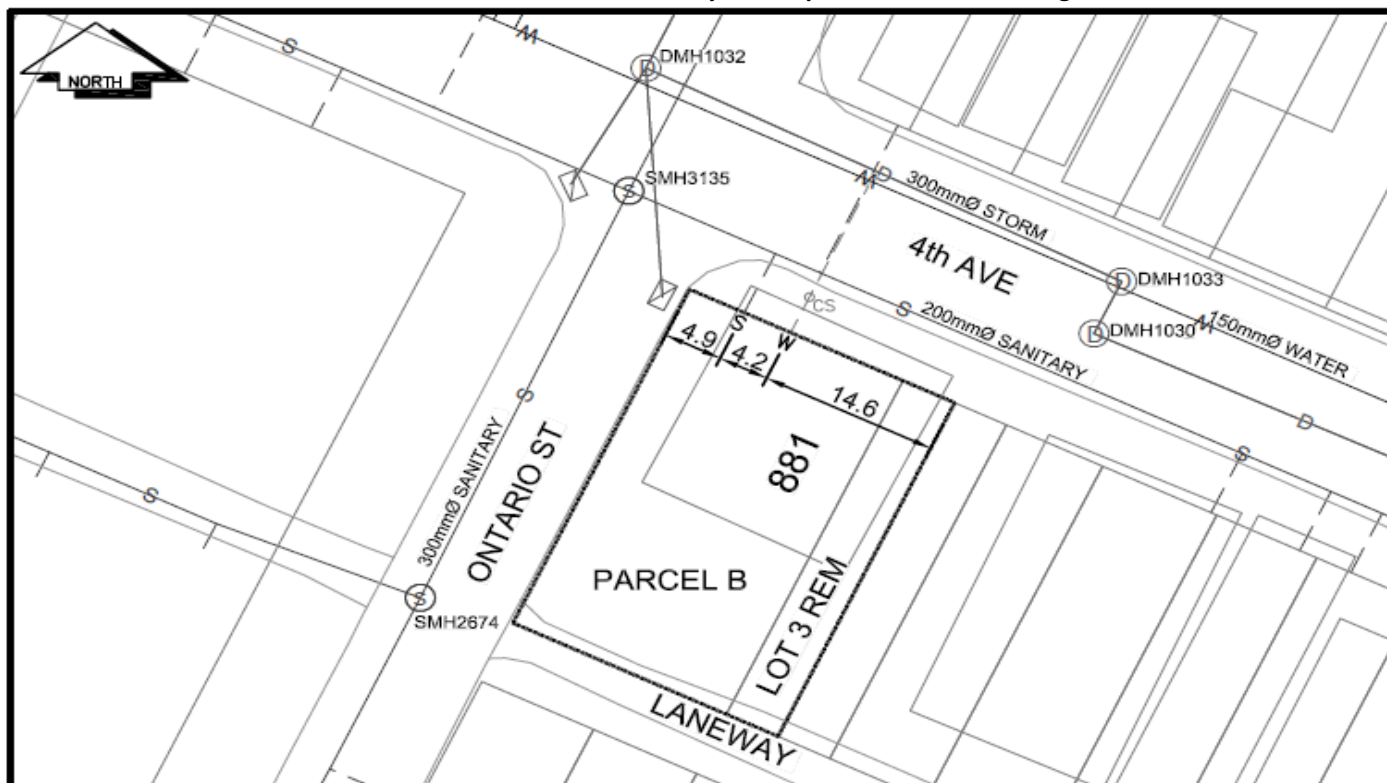 NORTH
S
W
D
DMH1032
S
SMH3135
D
W
300mmØ STORM
4th AVE
D
DMH1033
D
DMH1030
W
150mmØ WATER
CS
S
200mmØ SANITARY
S
W
4.9
4.2
14.6
D
S
881
S
300mmØ SANITARY
ONTARIO ST
S
PARCEL B
LOT 3 REM
S
SMH2674
LANEWAY